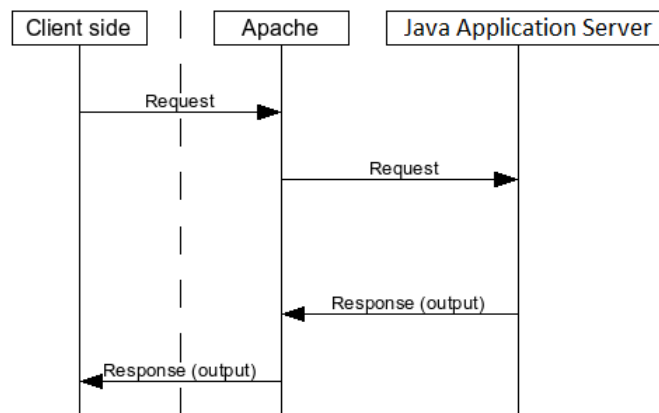 Client side
Apache
Java Application Server
Request
Request
Response (output)
Response (output)